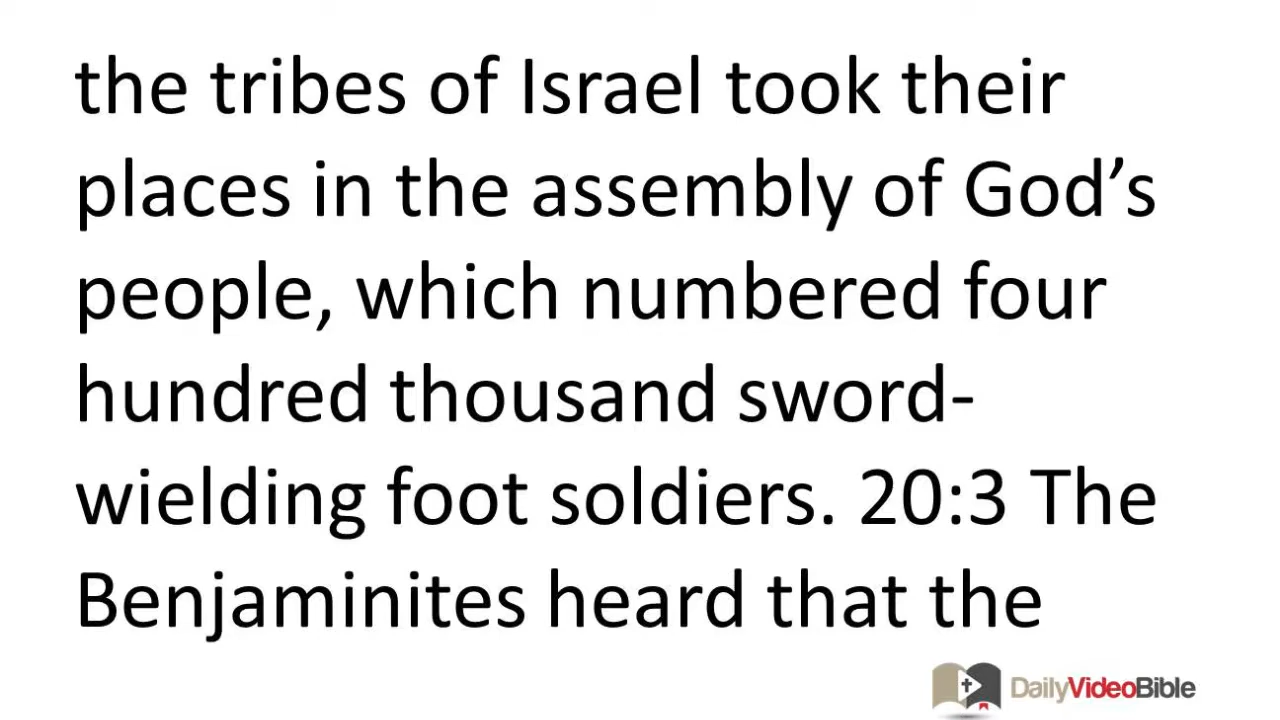 the tribes of Israel took their
places in the assembly of God’s
people, which numbered four
hundred thousand sword-
wielding foot soldiers. 20:3 The
Benjaminites heard that the
DailyVideoBible